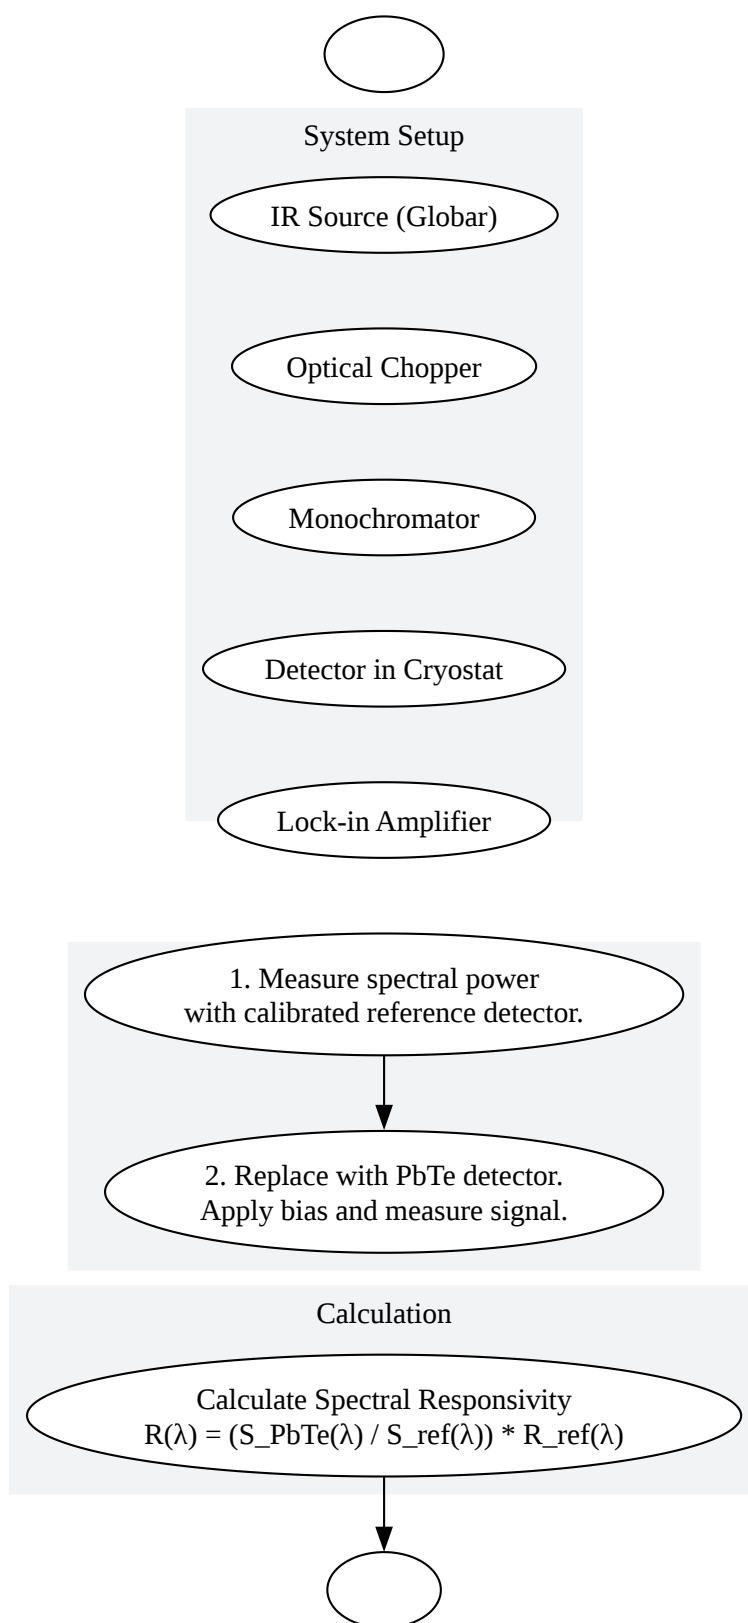 System Setup
IR Source (Globar)
Optical Chopper
Monochromator
Detector in Cryostat
Lock-in Amplifier
1. Measure spectral power
with calibrated reference detector.
2. Replace with PbTe detector.
Apply bias and measure signal.
Calculation
Calculate Spectral Responsivity
R(λ) = (S_PbTe(λ) / S_ref(λ)) * R_ref(λ)